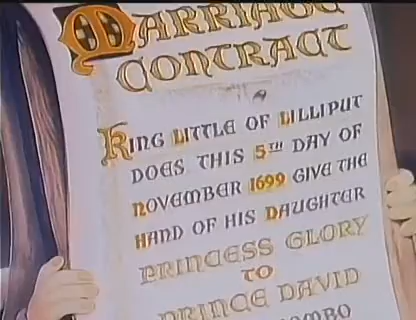 MARRIAGE
CONTRACT
KING LITTLE OF LILLIPUT
DOES THIS 5TH DAY OF
NOVEMBER 1699 GIVE THE
HAND OF HIS DAUGHTER
PRINCESS GLORY
TO
PRINCE DAVID
OMBO